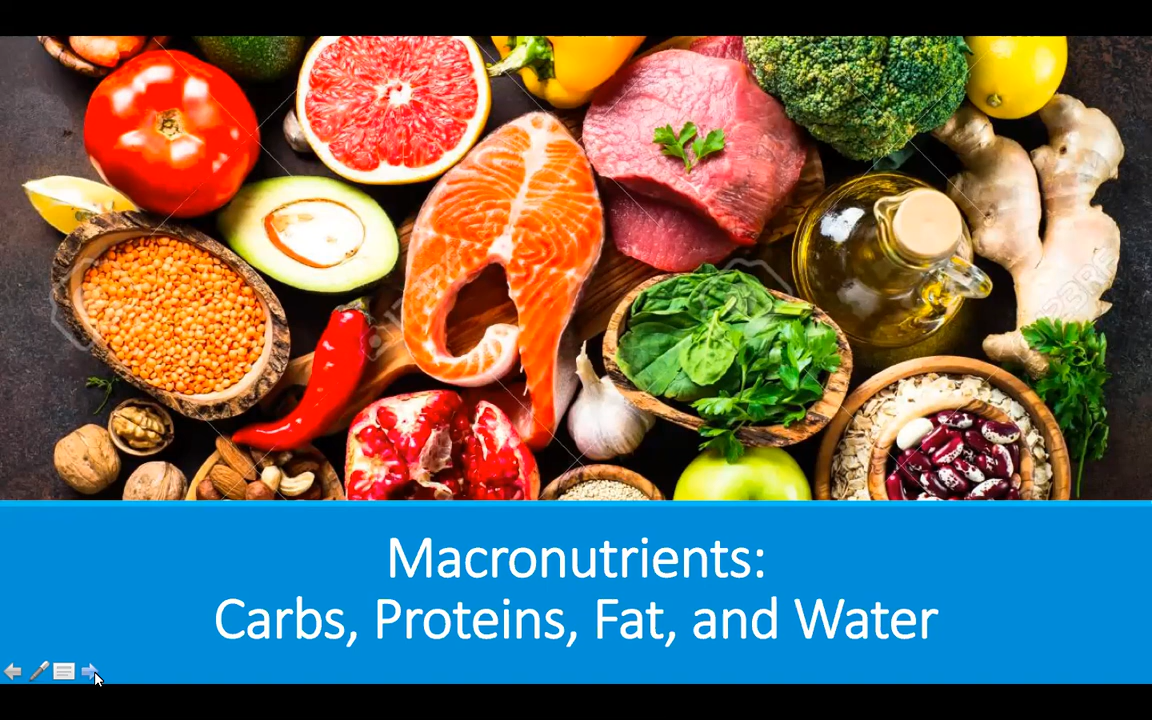 Macronutrients:
Carbs, Proteins, Fat, and Water